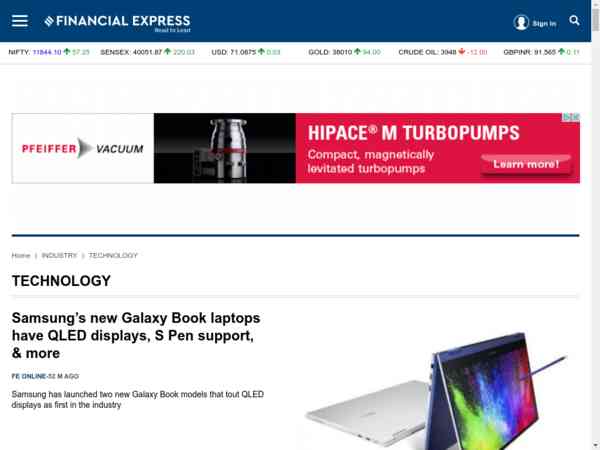 FINANCIAL EXPRESS
Read to Lead
Sign In
NIFTY: 11844.10 57.25 SENSEX: 40051.87 220.03 USD: 71.0675 0.03 GOLD: 38010 94.00 CRUDE OIL: 3948 -12.00 GBPINR: 91.565 0.11
PFEIFFER VACUUM
HIPACE® M TURBOPUMPS
Compact, magnetically
levitated turbopumps
Learn more!
Home | INDUSTRY | TECHNOLOGY
TECHNOLOGY
Samsung’s new Galaxy Book laptops
have QLED displays, S Pen support,
& more
FE ONLINE-52 M AGO
Samsung has launched two new Galaxy Book models that tout QLED
displays as first in the industry